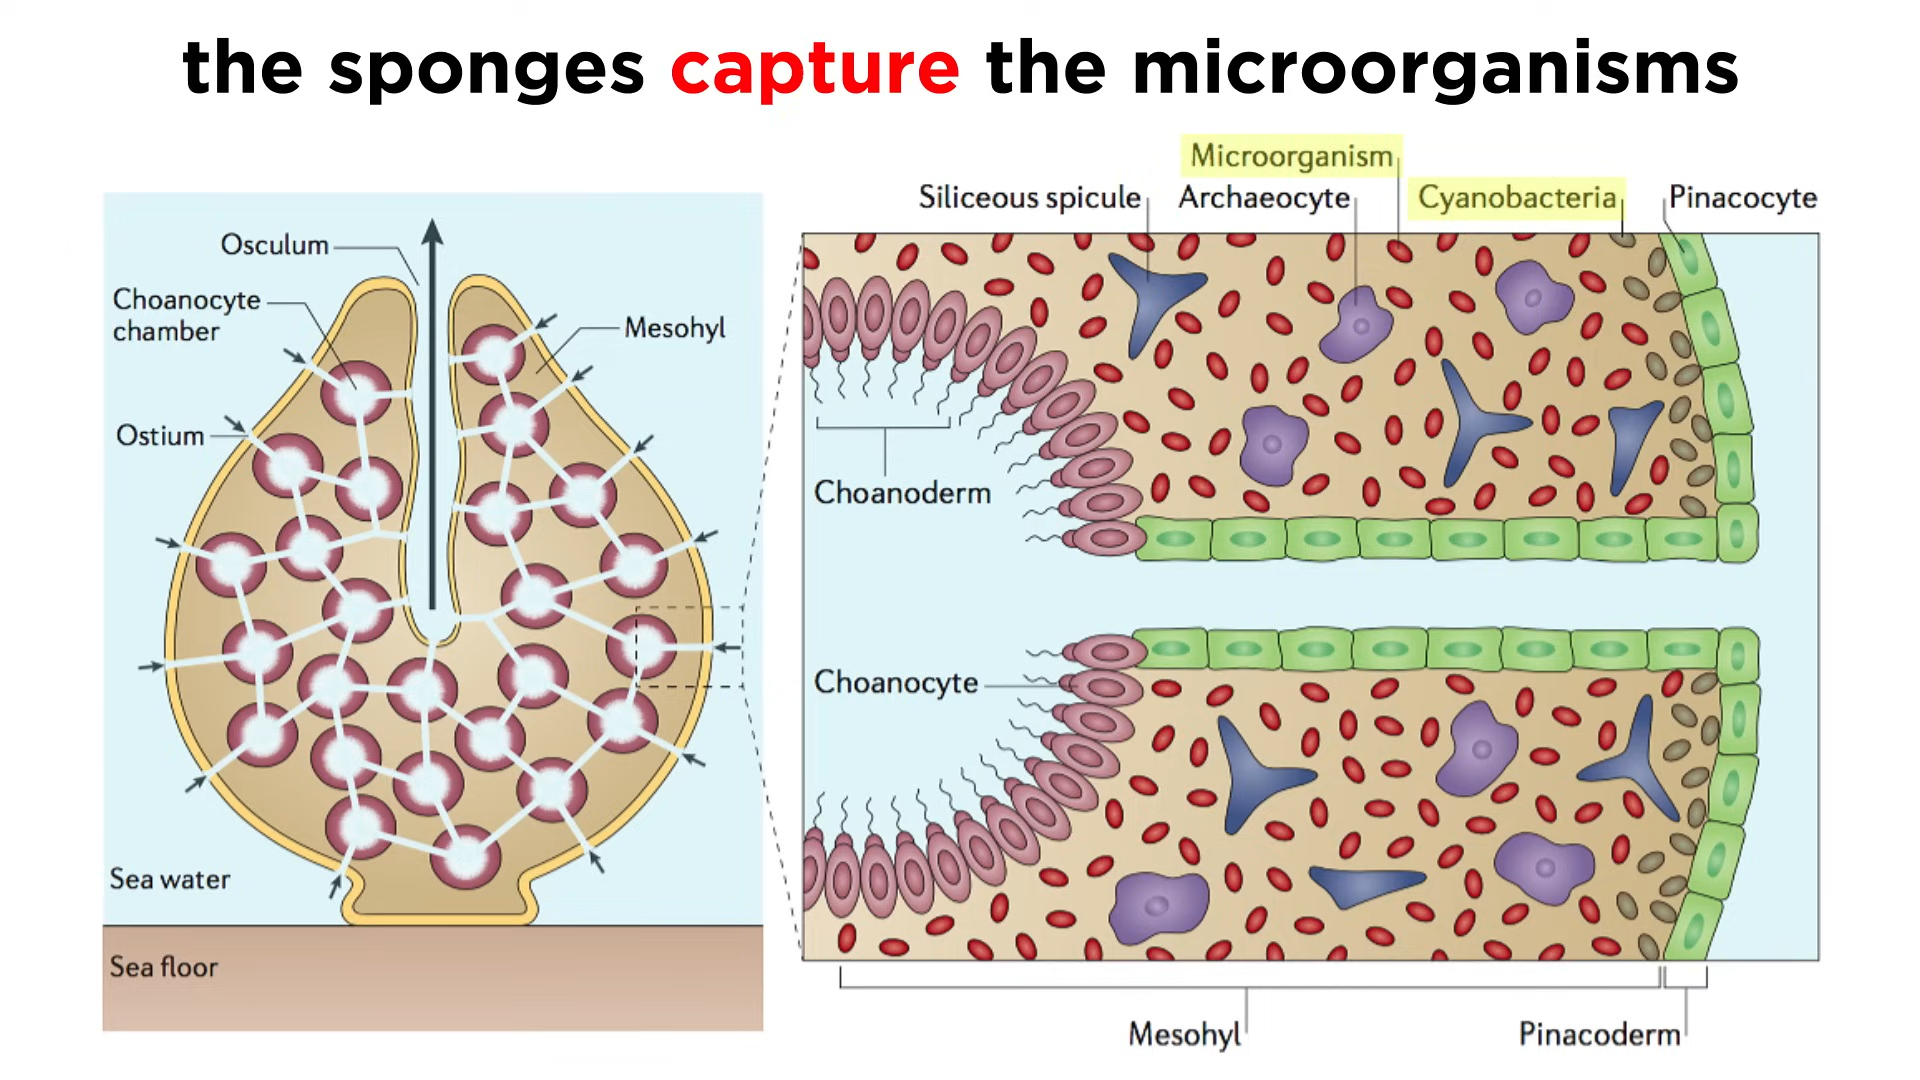 the sponges capture the microorganisms
Osculum
Choanocyte
chamber
Mesohyl
Ostium
Sea water
Sea floor
Microorganism
Siliceous spicule
Archaeocyte
Cyanobacteria
Pinacocyte
Choanoderm
Choanocyte
Mesohyl
Pinacoderm